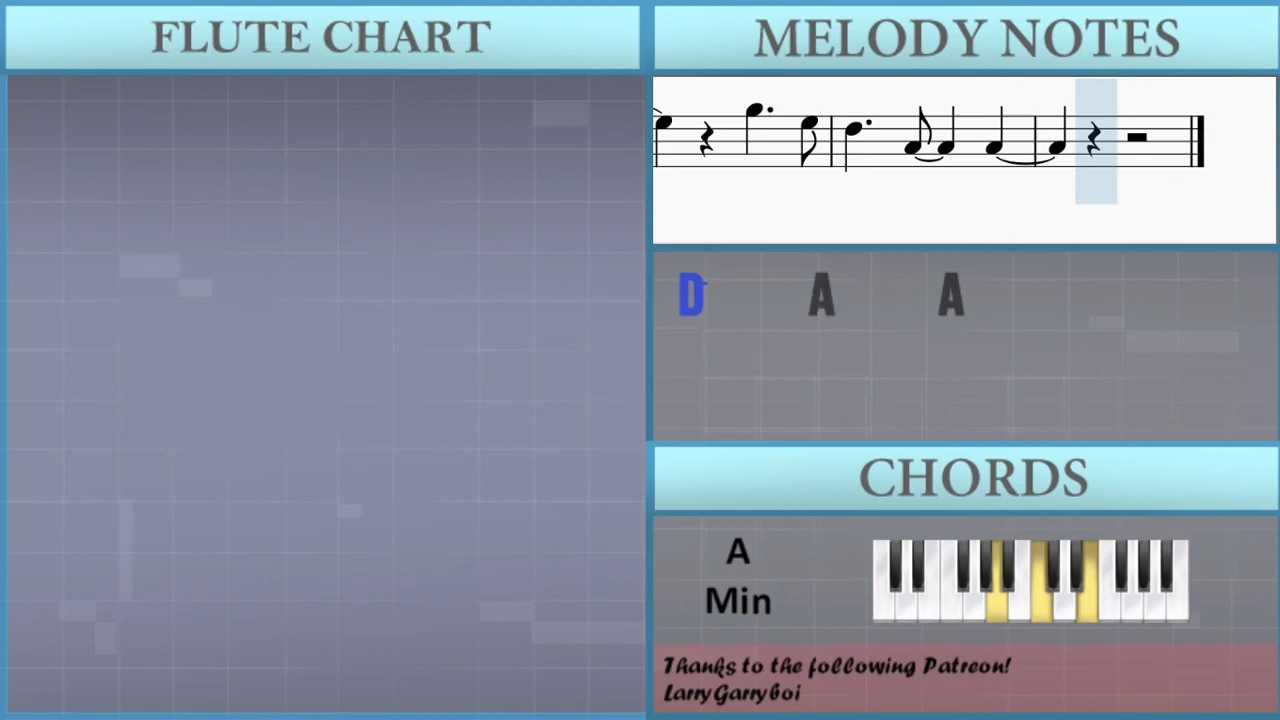 FLUTE CHART
MELODY NOTES
D A A
CHORDS
A
Min
Thanks to the following Patreon!
LarryGarryboi